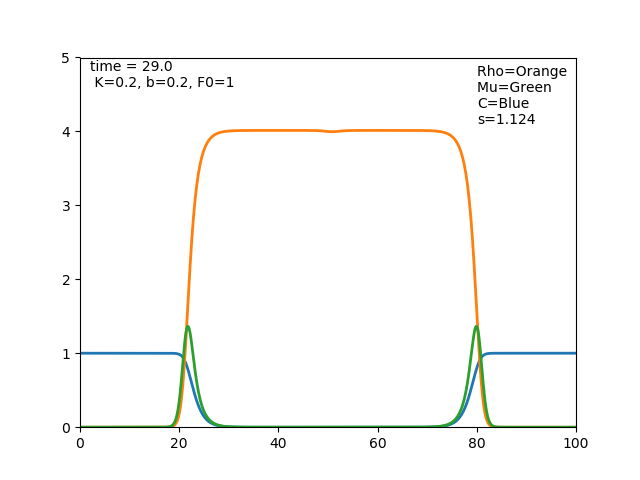 time = 29.0
K=0.2, b=0.2, F0=1
Rho=Orange
Mu=Green
C=Blue
s=1.124
5
4
3
2
1
0
0 20 40 60 80 100